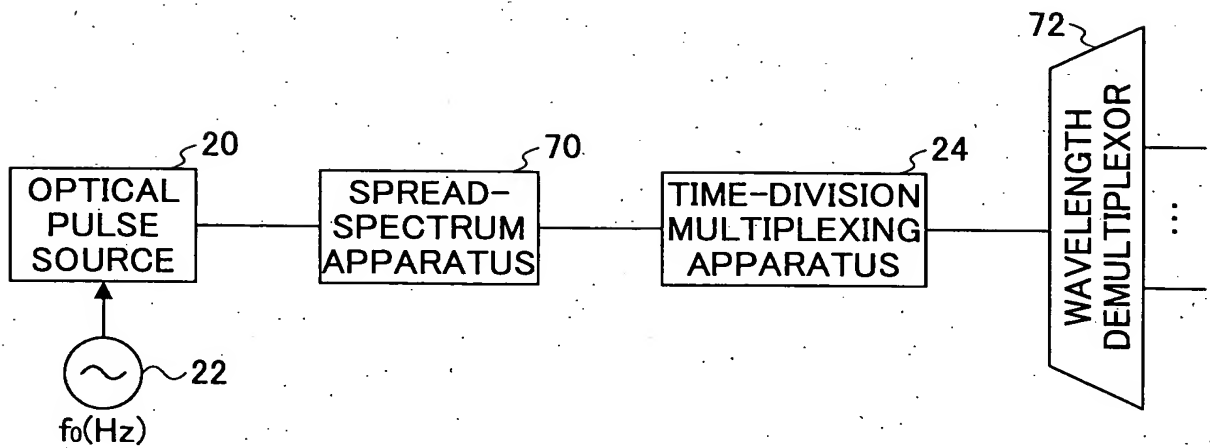 72
20
70
24
OPTICAL
PULSE
SOURCE
SPREAD-
SPECTRUM
APPARATUS
TIME-DIVISION
MULTIPLEXING
APPARATUS
WAVELENGTH
DEMULTIPLEXOR
...
22
f0(Hz)